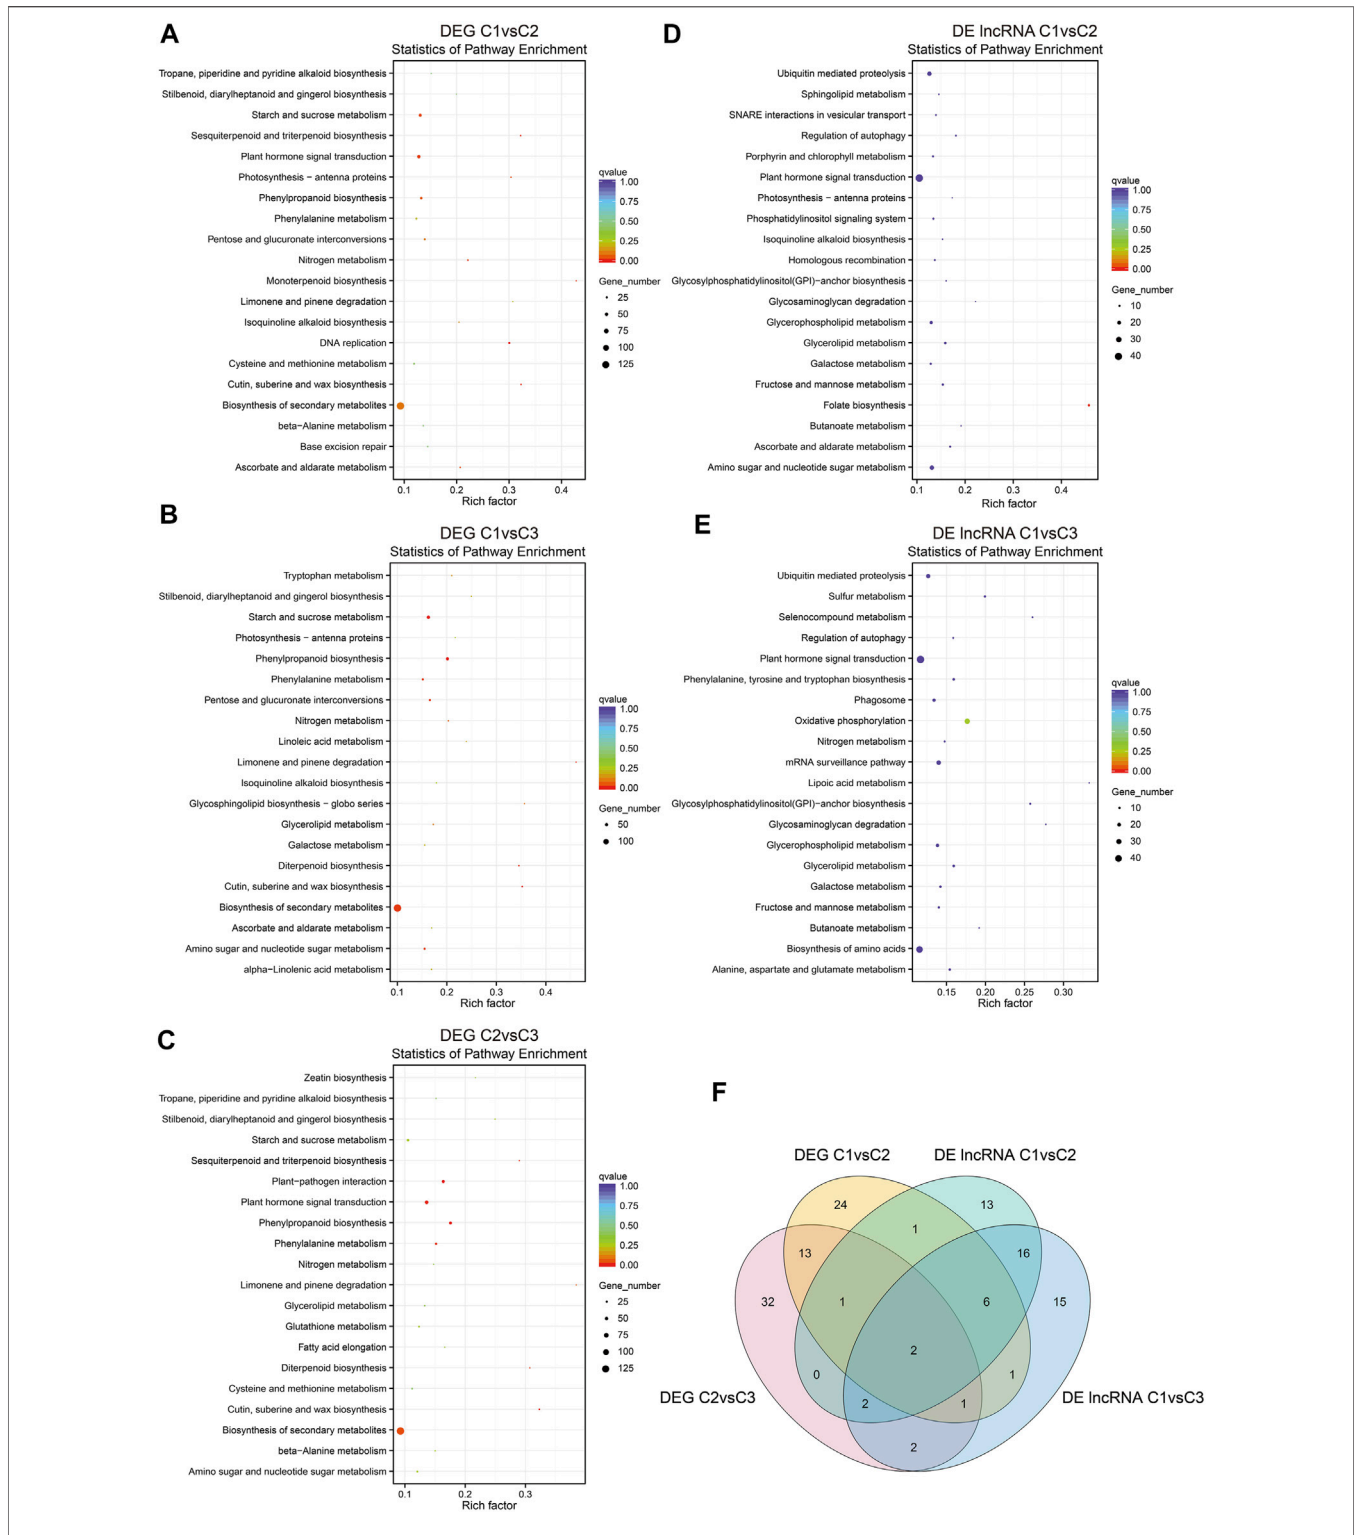 A
DEG C1vsC2
Statistics of Pathway Enrichment
Tropane, piperidine and pyridine alkaloid biosynthesis
Stilbenoid, diarylheptanoid and gingerol biosynthesis
Starch and sucrose metabolism
Sesquiterpenoid and triterpenoid biosynthesis
Plant hormone signal transduction
Photosynthesis − antenna proteins
Phenylpropanoid biosynthesis
Phenylalanine metabolism
Pentose and glucuronate interconversions
Nitrogen metabolism
Monoterpenoid biosynthesis
Limonene and pinene degradation
Isoquinoline alkaloid biosynthesis
DNA replication
Cysteine and methionine metabolism
Cutin, suberine and wax biosynthesis
Biosynthesis of secondary metabolites
beta−Alanine metabolism
Base excision repair
Ascorbate and aldarate metabolism
0.1 0.2 0.3 0.4
Rich factor
qvalue
1.00
0.75
0.50
0.25
0.00
Gene_number
25
50
75
100
125
B
DEG C1vsC3
Statistics of Pathway Enrichment
Tryptophan metabolism
Stilbenoid, diarylheptanoid and gingerol biosynthesis
Starch and sucrose metabolism
Photosynthesis − antenna proteins
Phenylpropanoid biosynthesis
Phenylalanine metabolism
Pentose and glucuronate interconversions
Nitrogen metabolism
Linoleic acid metabolism
Limonene and pinene degradation
Isoquinoline alkaloid biosynthesis
Glycosphingolipid biosynthesis − globo series
Glycerolipid metabolism
Galactose metabolism
Diterpenoid biosynthesis
Cutin, suberine and wax biosynthesis
Biosynthesis of secondary metabolites
Ascorbate and aldarate metabolism
Amino sugar and nucleotide sugar metabolism
alpha−Linolenic acid metabolism
0.1 0.2 0.3 0.4
Rich factor
qvalue
1.00
0.75
0.50
0.25
0.00
Gene_number
50
100
C
DEG C2vsC3
Statistics of Pathway Enrichment
Zeatin biosynthesis
Tropane, piperidine and pyridine alkaloid biosynthesis
Stilbenoid, diarylheptanoid and gingerol biosynthesis
Starch and sucrose metabolism
Sesquiterpenoid and triterpenoid biosynthesis
Plant−pathogen interaction
Plant hormone signal transduction
Phenylpropanoid biosynthesis
Phenylalanine metabolism
Nitrogen metabolism
Limonene and pinene degradation
Glycerolipid metabolism
Glutathione metabolism
Fatty acid elongation
Diterpenoid biosynthesis
Cysteine and methionine metabolism
Cutin, suberine and wax biosynthesis
Biosynthesis of secondary metabolites
beta−Alanine metabolism
Amino sugar and nucleotide sugar metabolism
0.1 0.2 0.3
Rich factor
qvalue
1.00
0.75
0.50
0.25
0.00
Gene_number
25
50
75
100
125
D
DE lncRNA C1vsC2
Statistics of Pathway Enrichment
Ubiquitin mediated proteolysis
Sphingolipid metabolism
SNARE interactions in vesicular transport
Regulation of autophagy
Porphyrin and chlorophyll metabolism
Plant hormone signal transduction
Photosynthesis − antenna proteins
Phosphatidylinositol signaling system
Isoquinoline alkaloid biosynthesis
Homologous recombination
Glycosylphosphatidylinositol(GPI)−anchor biosynthesis
Glycosaminoglycan degradation
Glycerophospholipid metabolism
Glycerolipid metabolism
Galactose metabolism
Fructose and mannose metabolism
Folate biosynthesis
Butanoate metabolism
Ascorbate and aldarate metabolism
Amino sugar and nucleotide sugar metabolism
0.1 0.2 0.3 0.4
Rich factor
qvalue
1.00
0.75
0.50
0.25
0.00
Gene_number
10
20
30
40
E
DE lncRNA C1vsC3
Statistics of Pathway Enrichment
Ubiquitin mediated proteolysis
Sulfur metabolism
Selenocompound metabolism
Regulation of autophagy
Plant hormone signal transduction
Phenylalanine, tyrosine and tryptophan biosynthesis
Phagosome
Oxidative phosphorylation
Nitrogen metabolism
mRNA surveillance pathway
Lipoic acid metabolism
Glycosylphosphatidylinositol(GPI)−anchor biosynthesis
Glycosaminoglycan degradation
Glycerophospholipid metabolism
Glycerolipid metabolism
Galactose metabolism
Fructose and mannose metabolism
Butanoate metabolism
Biosynthesis of amino acids
Alanine, aspartate and glutamate metabolism
0.15 0.20 0.25 0.30
Rich factor
qvalue
1.00
0.75
0.50
0.25
0.00
Gene_number
10
20
30
40
F
DEG C1vsC2 DE lncRNA C1vsC2
24 13
1
13 16
32 1 6 15
2
0 1
DEG C2vsC3 DE lncRNA C1vsC3
2 1
2